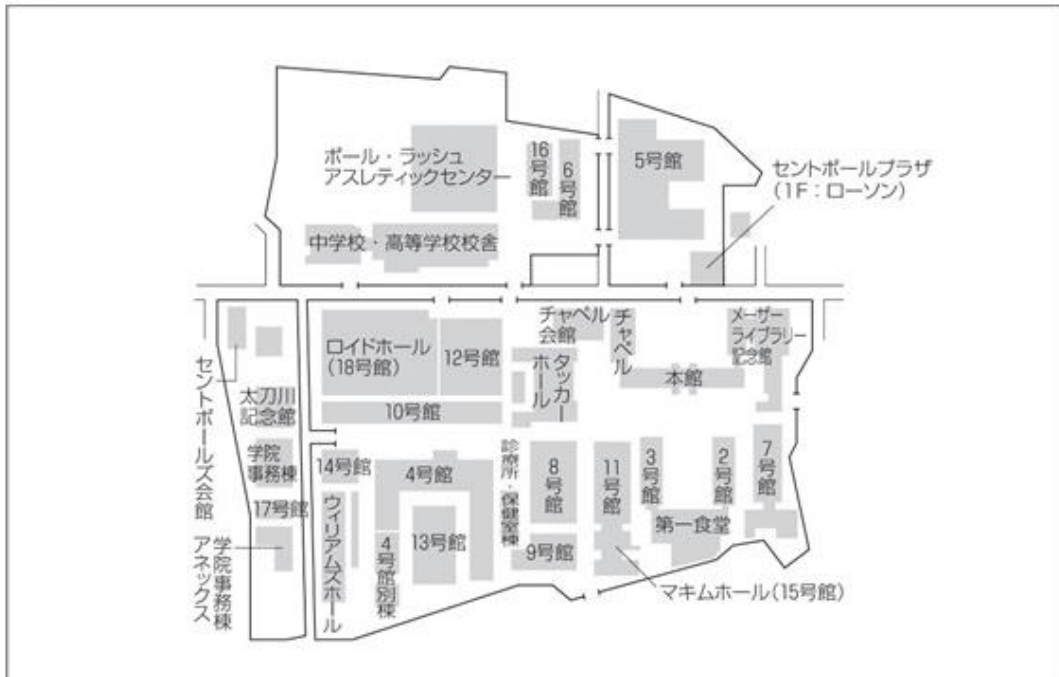 ポール・ラッシュ
アスレティックセンター
16号館
6号館
5号館
セントポールプラザ
(1F：ローソン)
中学校・高等学校校舎
チャペル
会館
チャペル
メーザー
ライブラリー
記念館
ロイドホール
(18号館)
12号館
タッカー
ホール
本館
セントポールズ会館
太刀川
記念館
10号館
学院
事務棟
14号館
4号館
診療所・保健室棟
8号館
11号館
3号館
2号館
7号館
17号館
ウィリアムズホール
4号館別棟
13号館
9号館
第一食堂
学院事務棟
アネックス
マキムホール(15号館)